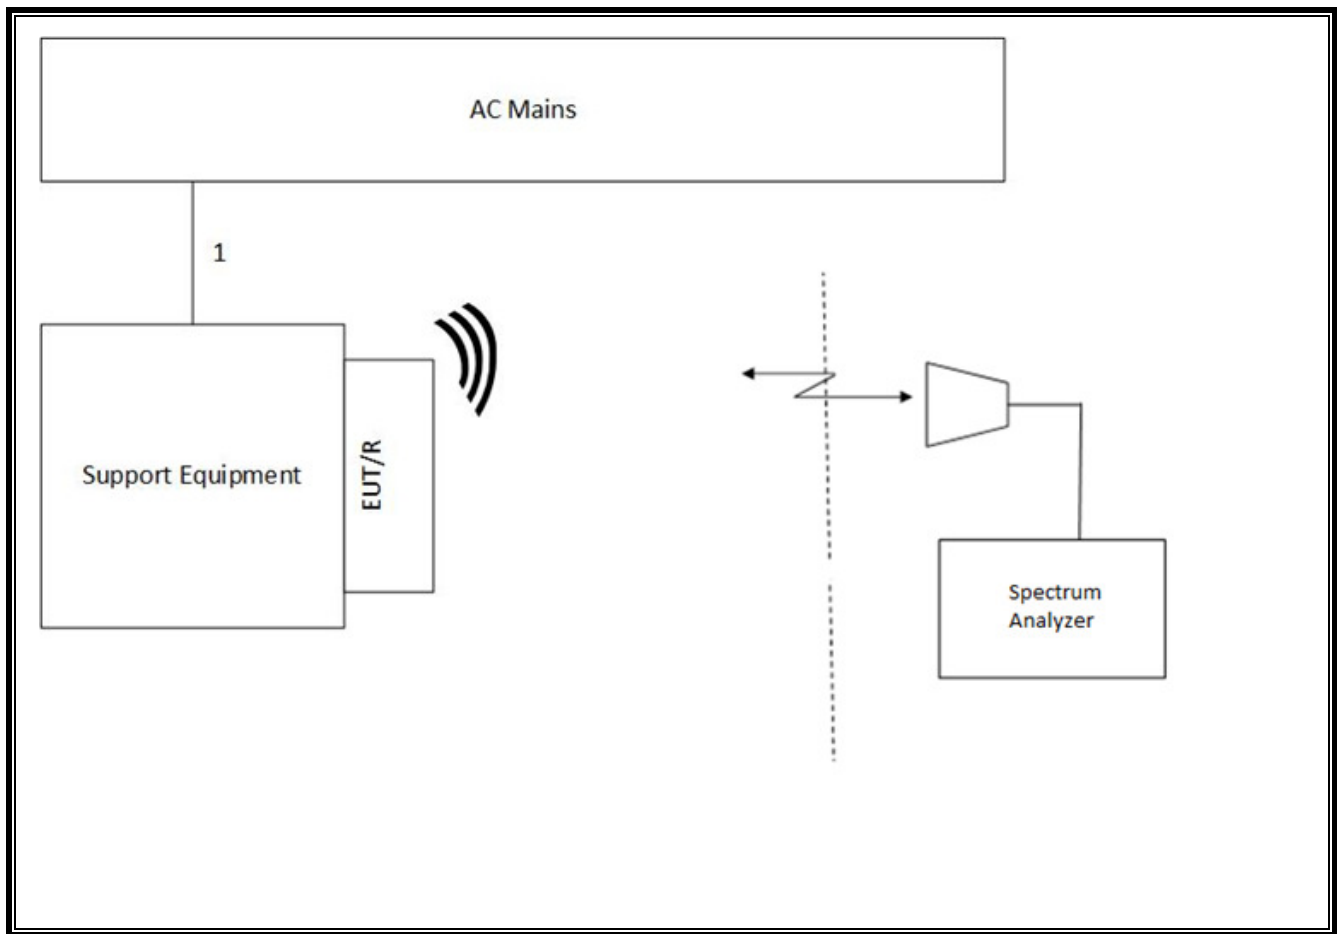 AC Mains
1
Support Equipment
EUT/R
Spectrum
Analyzer